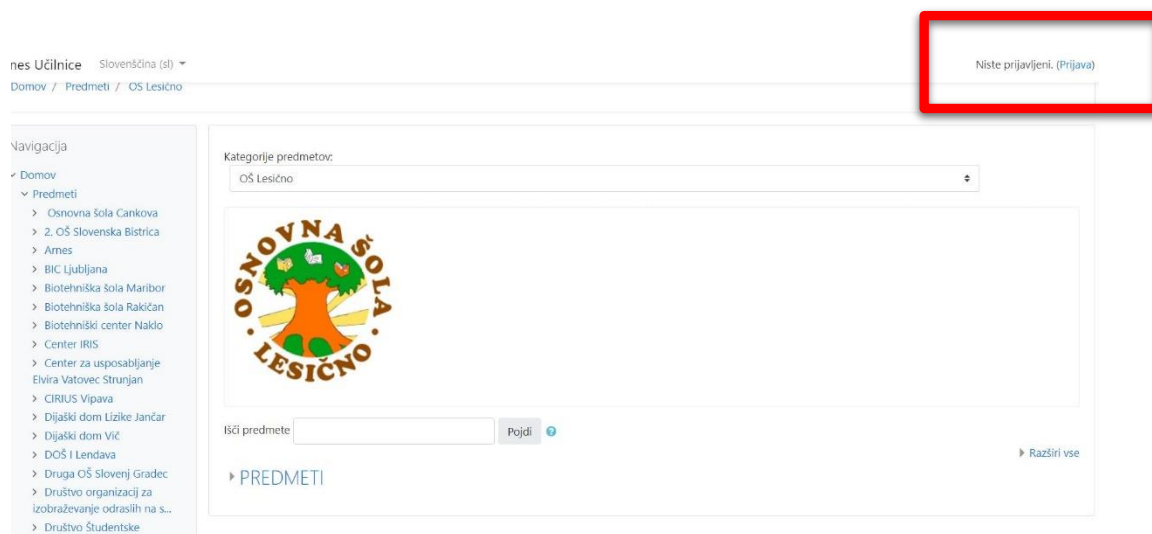 nes Učilnice Slovenščina (sl)
Niste prijavljeni. (Prijava)
Domov / Predmeti / OŠ Lesično
Navigacija
Domov
Predmeti
Osnovna šola Cankova
2. OŠ Slovenska Bistrica
Arnes
BIC Ljubljana
Biotehniška šola Maribor
Biotehniška šola Rakičan
Biotehniški center Naklo
Center IRIS
Center za usposabljanje
Elvira Vatovec Strunjan
CIRIUS Vipava
Dijaški dom Lizike Jančar
Dijaški dom Vič
DOŠ I Lendava
Druga OŠ Slovenj Gradec
Društvo organizacij za
izobraževanje odraslih na s...
Društvo Študentske
Kategorije predmetov:
OŠ Lesično
OSNOVNA ŠOLA
LESIČNO
Išči predmete
Pojdi
Razširi vse
PREDMETI